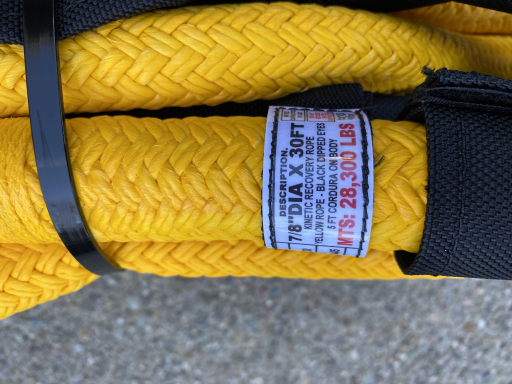 DESCRIPTION.
7/8"DIA X 30FT
KINETIC RECOVERY ROPE
YELLOW ROPE - BLACK DIPPED EYES
5 FT CORDURA ON BODY
MTS: 28,300 LBS